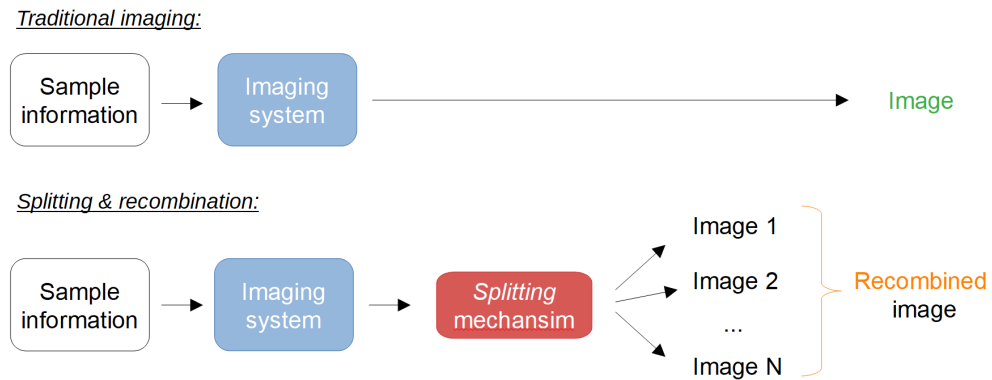 Traditional imaging:
Sample
information
Imaging
system
Image
Splitting & recombination:
Sample
information
Imaging
system
Splitting
mechansim
Image 1
Image 2
...
Image N
Recombined
image